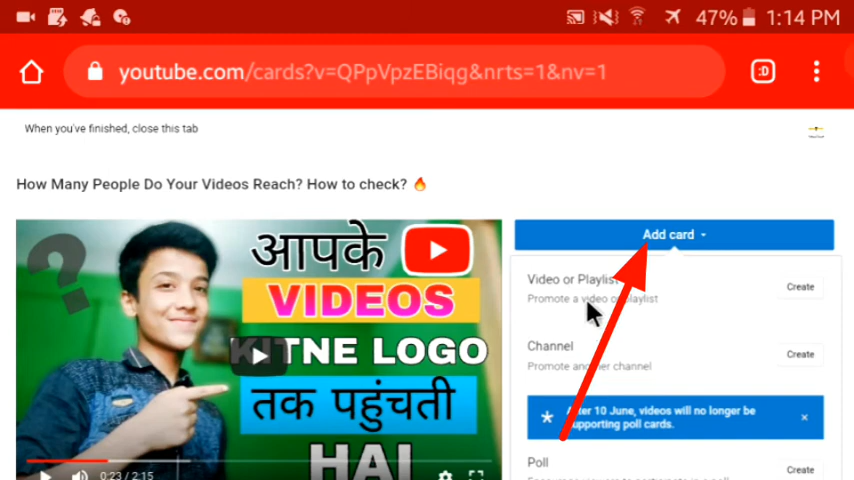 47% 1:14 PM
youtube.com/cards?v=QPpVpzEBiqg&nrts=1&nv=1
:D
When you've finished, close this tab
How Many People Do Your Videos Reach? How to check? 🔥
Add card
?
आपके
VIDEOS
KITNE LOGO
तक पहुंचती
HAI
0:23 / 2:15
Video or Playlist
Create
Promote a video or playlist
Channel
Create
Promote another channel
After 10 June, videos will no longer be
supporting poll cards.
Poll
Create